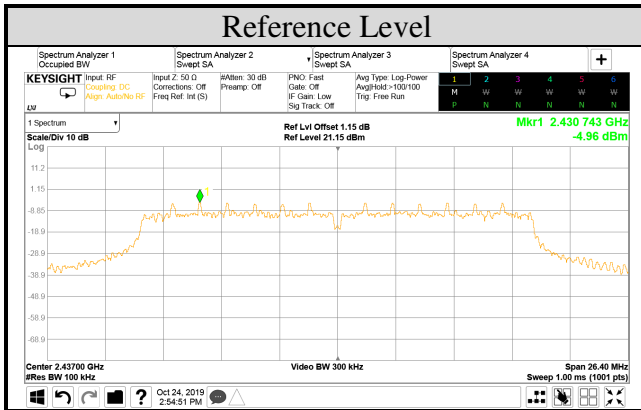 Reference Level
Spectrum Analyzer 1
Occupied BW
Spectrum Analyzer 2
Swept SA
Spectrum Analyzer 3
Swept SA
Spectrum Analyzer 4
Swept SA
+
KEYSIGHT
LXI
Input: RF
Coupling: DC
Align: Auto/No RF
Input Z: 50 Ω
Corrections: Off
Freq Ref: Int (S)
#Atten: 30 dB
Preamp: Off
PNO: Fast
Gate: Off
IF Gain: Low
Sig Track: Off
Avg Type: Log-Power
Avg|Hold:>100/100
Trig: Free Run
1 2 3 4 5 6
M W W W W W
P N N N N N
1 Spectrum
Scale/Div 10 dB
Log
Ref Lvl Offset 1.15 dB
Ref Level 21.15 dBm
Mkr1 2.430 743 GHz
-4.96 dBm
11.2
1.15
-8.85
-18.9
-28.9
-38.9
-48.9
-58.9
-68.9
Center 2.43700 GHz
#Res BW 100 kHz
Video BW 300 kHz
Span 26.40 MHz
Sweep 1.00 ms (1001 pts)
?
Oct 24, 2019
2:54:51 PM